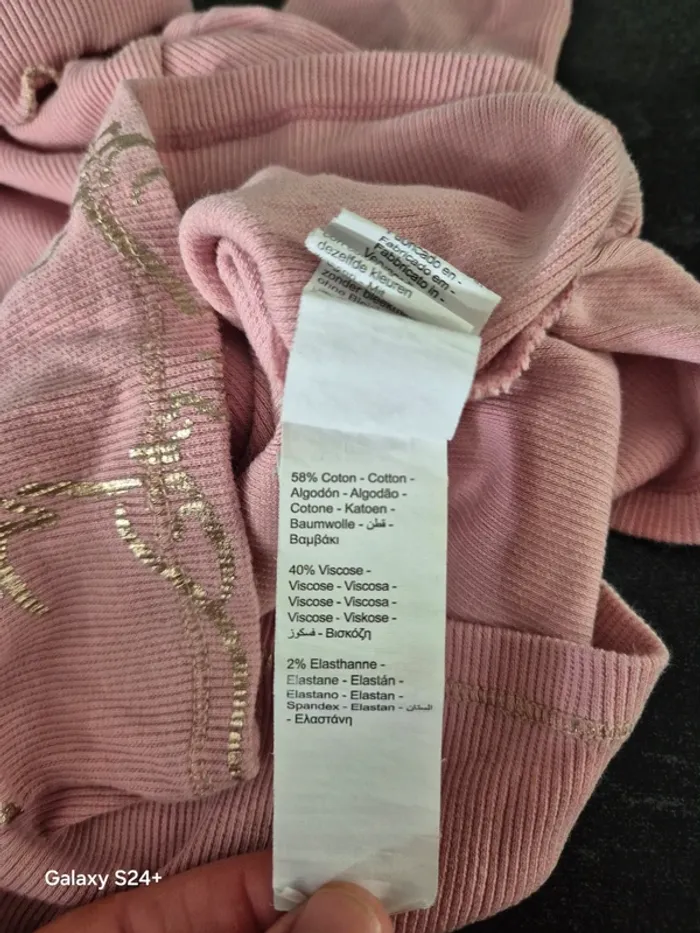 Fabricado en -
Fabricado em -
Fabbricato in -
dezelfde kleuren
zonder
58% Coton - Cotton -
Algodón - Algodão -
Cotone - Katoen -
Baumwolle - قطن -
Βαμβάκι
40% Viscose -
Viscose - Viscosa -
Viscose - Viscosa -
Viscose - Viskose -
فسكوز - Βισκόζη
2% Elasthanne -
Elastane - Elastán -
Elastano - Elastan -
Spandex - Elastan - الستان
- Ελαστάνη
Galaxy S24+